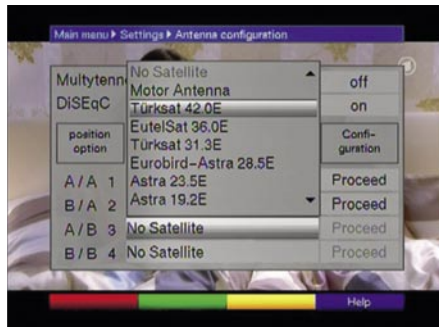 Main menu Settings Antenna configuration
Multytenn No Satellite off
Motor Antenna
DiSEqC Türksat 42.0E on
EutelSat 36.0E
position option Türksat 31.3E Confi-guration
Eurobird-Astra 28.5E
A/A 1 Astra 23.5E Proceed
B/A 2 Astra 19.2E Proceed
A/B 3 No Satellite Proceed
B/B 4 No Satellite Proceed
Help